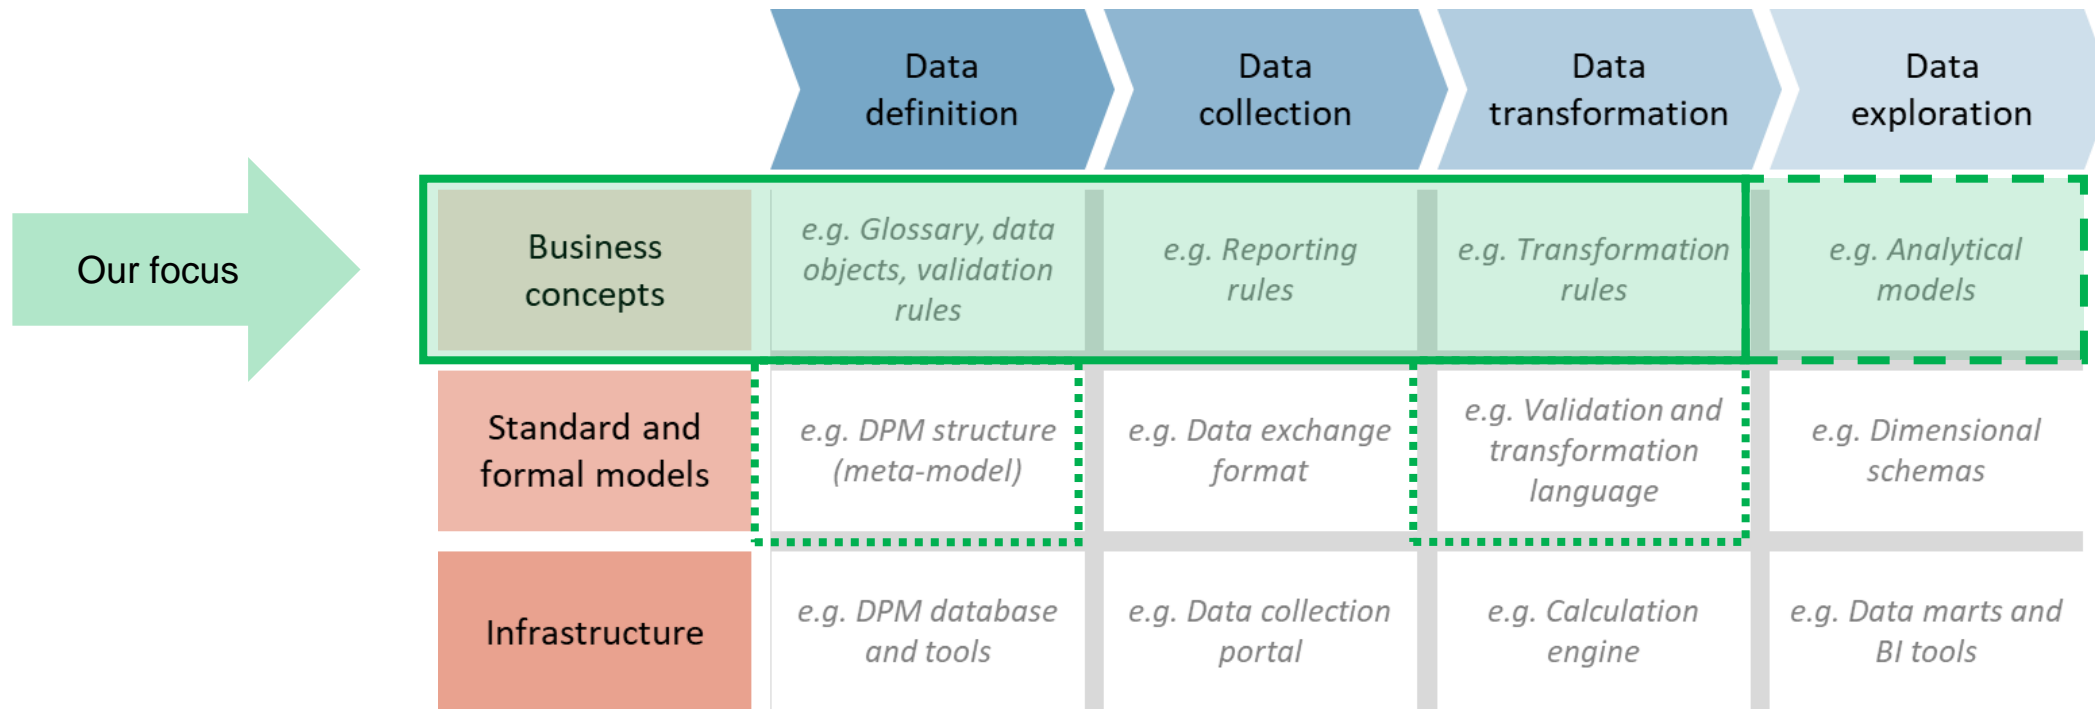 Data
definition
Data
collection
Data
transformation
Data
exploration
Our focus
Business
concepts
e.g. Glossary, data
objects, validation
rules
e.g. Reporting
rules
e.g. Transformation
rules
e.g. Analytical
models
Standard and
formal models
e.g. DPM structure
(meta-model)
e.g. Data exchange
format
e.g. Validation and
transformation
language
e.g. Dimensional
schemas
Infrastructure
e.g. DPM database
and tools
e.g. Data collection
portal
e.g. Calculation
engine
e.g. Data marts and
BI tools